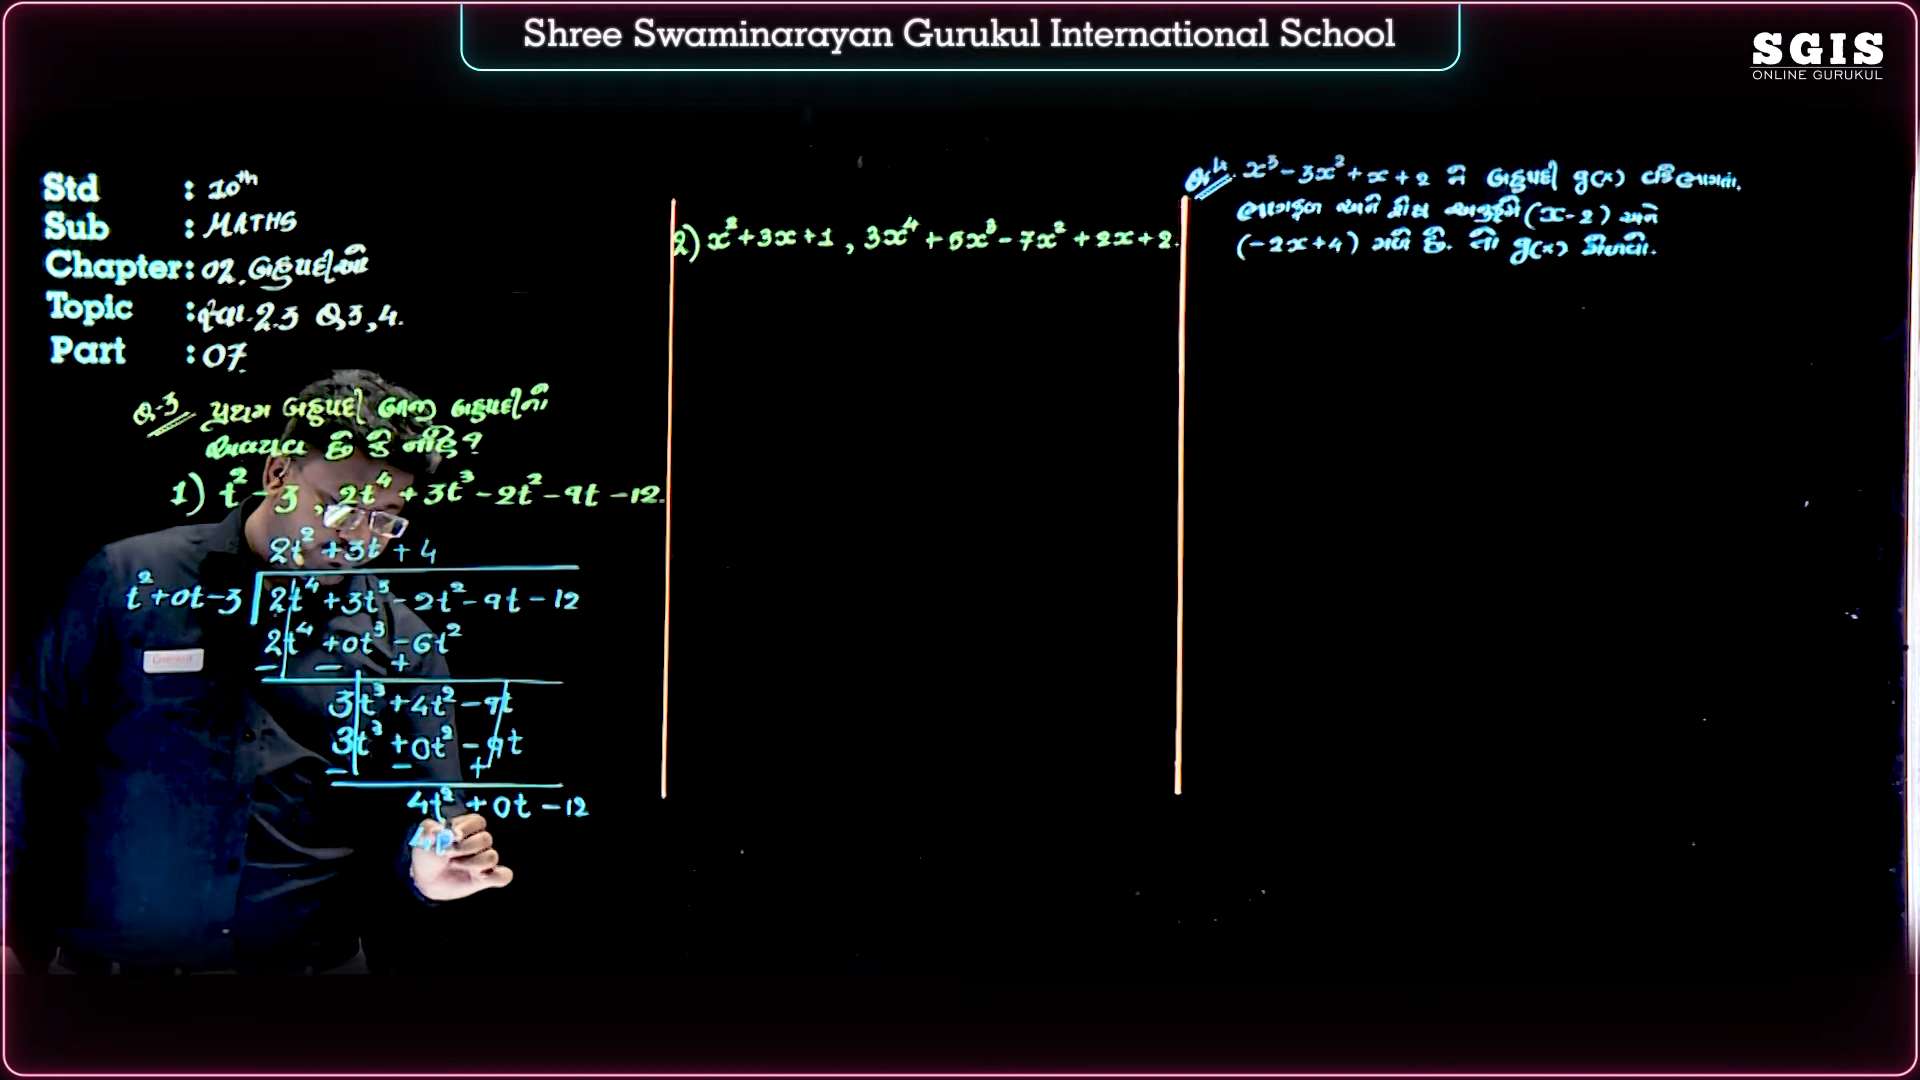 Shree Swaminarayan Gurukul International School
SGIS
ONLINE GURUKUL
Std : 10th
Sub : MATHS
Chapter : 02. બહુપદીઓ
Topic : સ્વા. 2.3 Q,3,4.
Part : 07
Q-3 પ્રથમ બહુપદી બીજી બહુપદીનો
અવયવ છે કે નહિ ?
1) t² - 3 , 2t⁴ + 3t³ - 2t² - 9t - 12.
2t² + 3t + 4
t² + 0t - 3 2t⁴ + 3t³ - 2t² - 9t - 12
2t⁴ + 0t³ - 6t²
- - +
3t³ + 4t² - 9t
3t³ + 0t² - 9t
- - +
4t² + 0t - 12
2) x² + 3x + 1 , 3x⁴ + 5x³ - 7x² + 2x + 2.
Q.4. x³ - 3x² + x + 2 ને બહુપદી g(x) વડે ભાગતાં,
ભાગફળ અને શેષ અનુક્રમે (x - 2) અને
(-2x + 4) મળે છે. તો g(x) મેળવો.